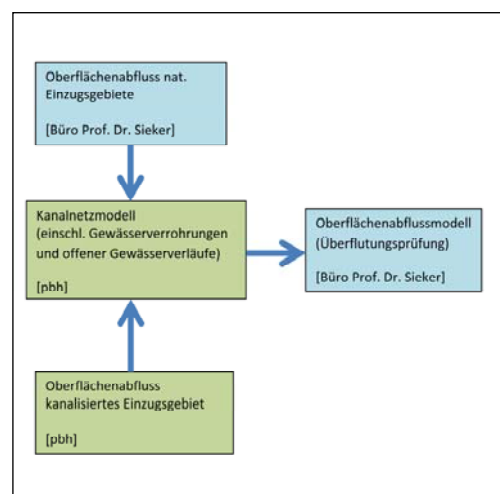 Oberflächenabfluss nat.
Einzugsgebiete
[Büro Prof. Dr. Sieker]
Kanalnetzmodell
(einschl. Gewässerverrohrungen
und offener Gewässerverläufe)
[pbh]
Oberflächenabflussmodell
(Überflutungsprüfung)
[Büro Prof. Dr. Sieker]
Oberflächenabfluss
kanalisiertes Einzugsgebiet
[pbh]